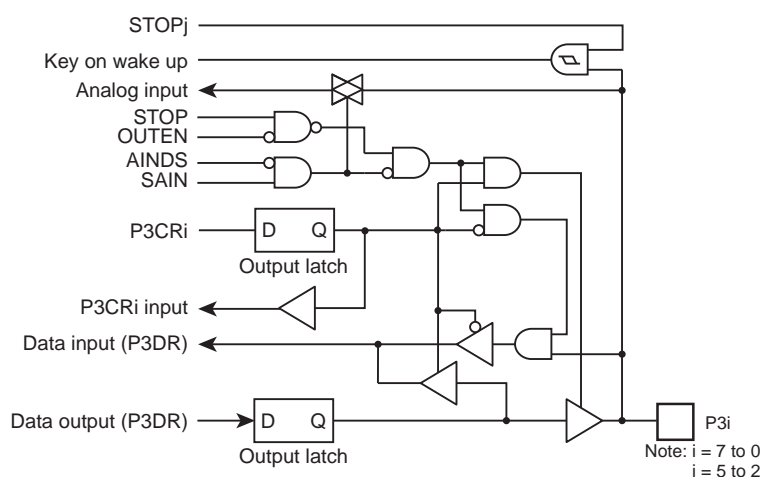 STOPj
Key on wake up
Analog input
STOP
OUTEN
AINDS
SAIN
P3CRi
D Q
Output latch
P3CRi input
Data input (P3DR)
Data output (P3DR)
D Q
Output latch
P3i
Note: i = 7 to 0
i = 5 to 2